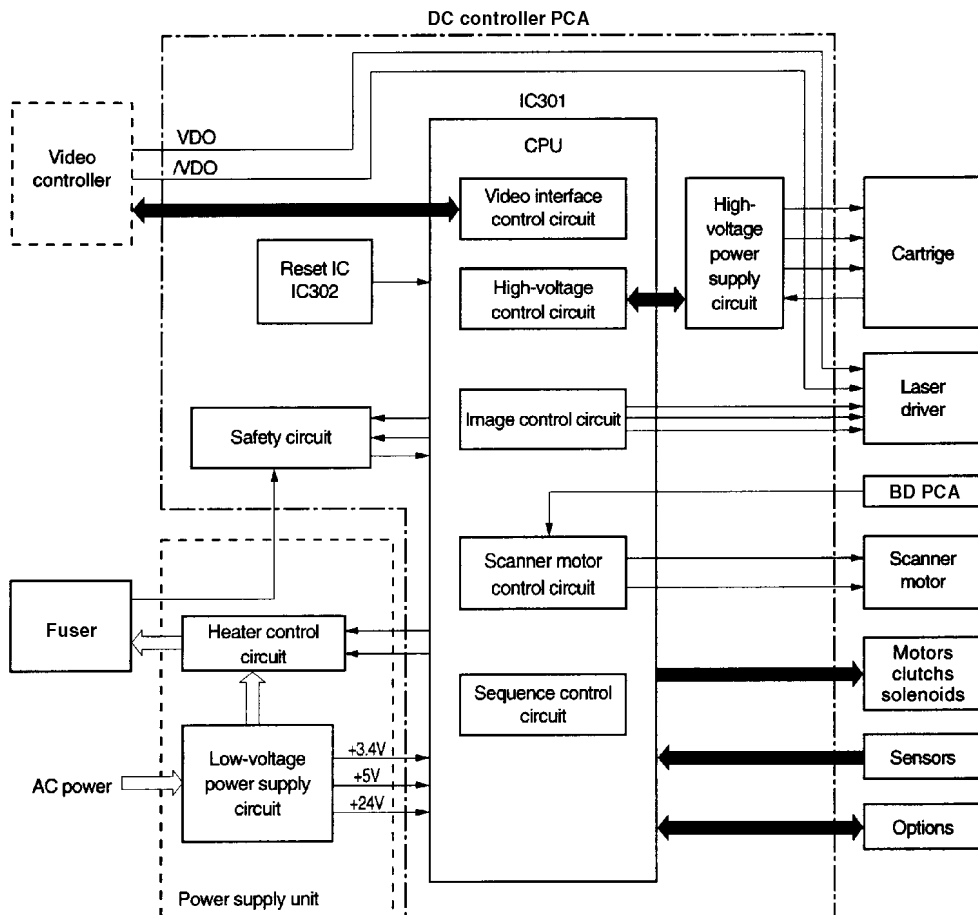 DC controller PCA
IC301
CPU
Video
controller
VDO
/VDO
Video interface
control circuit
High-
voltage
power
supply
circuit
Cartrige
Reset IC
IC302
High-voltage
control circuit
Laser
driver
Safety circuit
Image control circuit
BD PCA
Scanner motor
control circuit
Scanner
motor
Fuser
Heater control
circuit
Motors
clutchs
solenoids
Sequence control
circuit
AC power
Low-voltage
power supply
circuit
+3.4V
+5V
+24V
Sensors
Options
Power supply unit